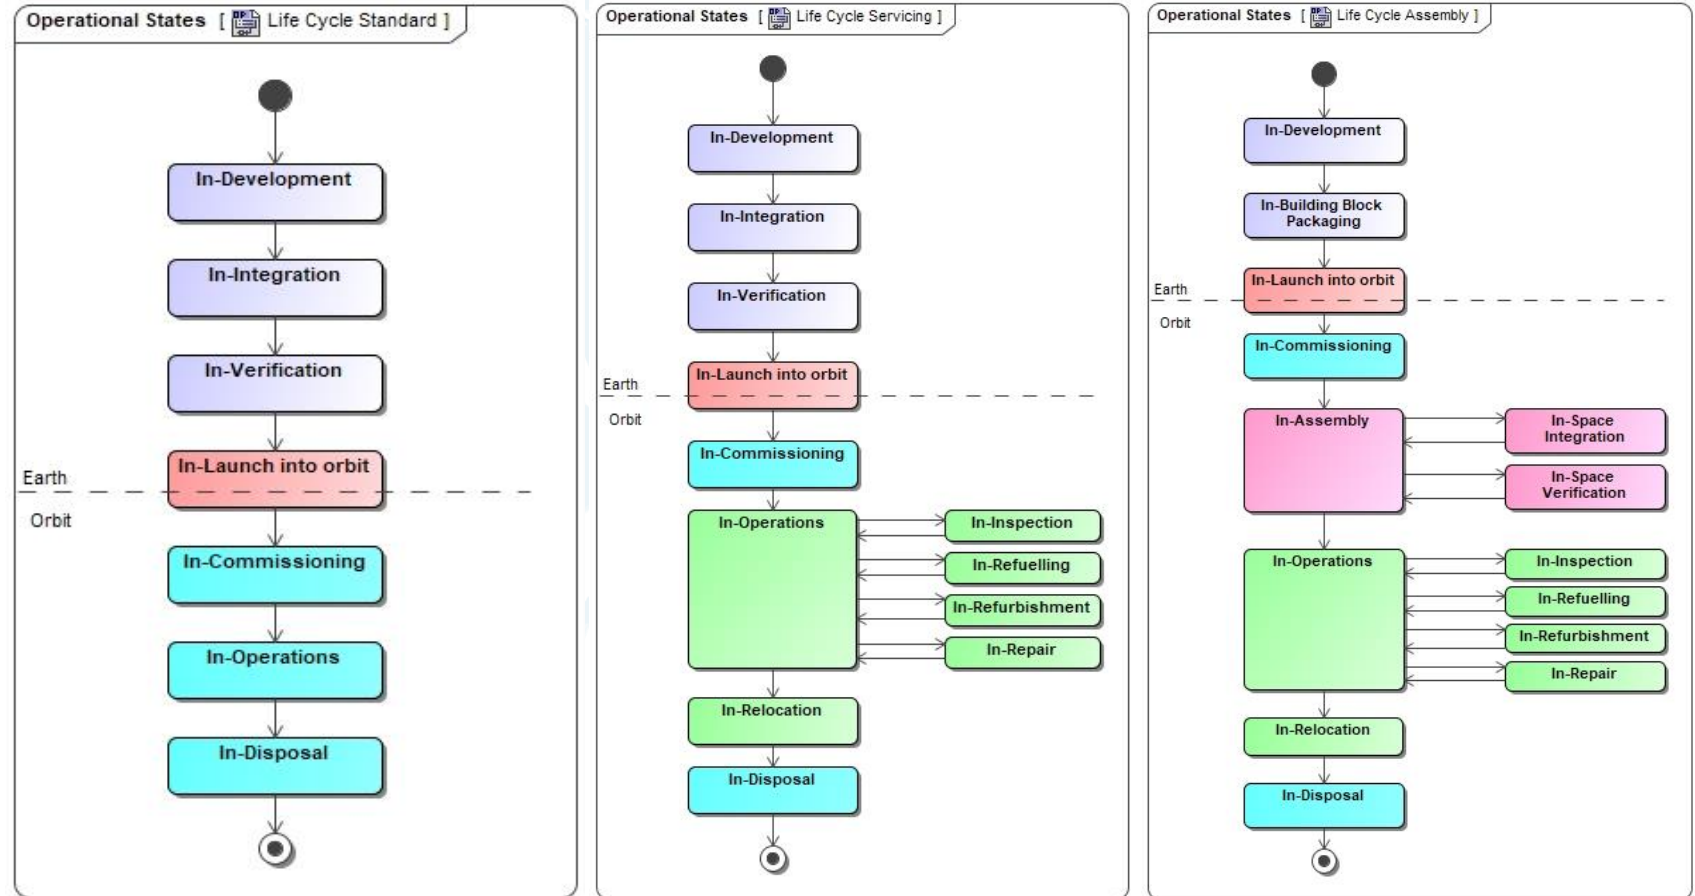 Operational States [ Life Cycle Standard ]
In-Development
In-Integration
In-Verification
In-Launch into orbit
Earth
Orbit
In-Commissioning
In-Operations
In-Disposal
Operational States [ Life Cycle Servicing ]
In-Development
In-Integration
In-Verification
In-Launch into orbit
Earth
Orbit
In-Commissioning
In-Operations
In-Inspection
In-Refuelling
In-Refurbishment
In-Repair
In-Relocation
In-Disposal
Operational States [ Life Cycle Assembly ]
In-Development
In-Building Block
Packaging
In-Launch into orbit
Earth
Orbit
In-Commissioning
In-Assembly
In-Space
Integration
In-Space
Verification
In-Operations
In-Inspection
In-Refuelling
In-Refurbishment
In-Repair
In-Relocation
In-Disposal